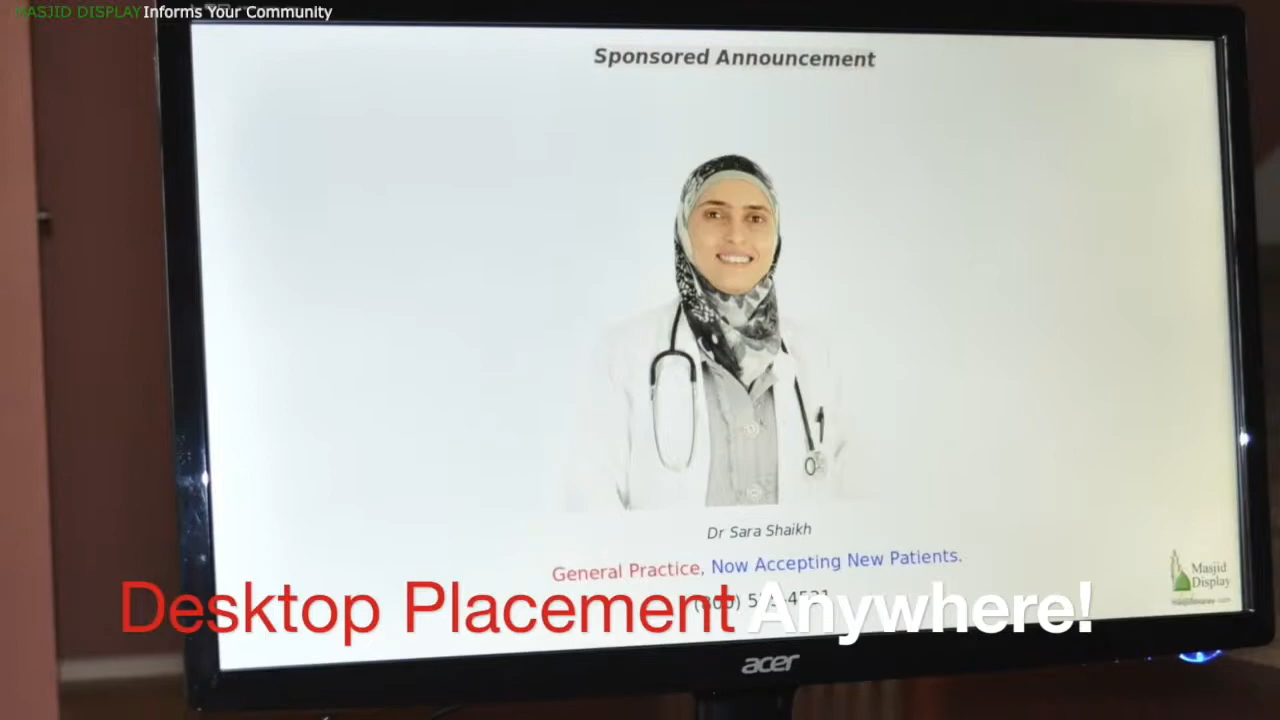 MASJID DISPLAY Informs Your Community
Sponsored Announcement
Dr Sara Shaikh
General Practice, Now Accepting New Patients.
Desktop Placement Anywhere!
Masjid
Display
acer